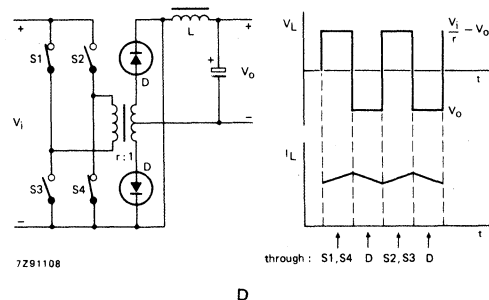 +
S1
S2
Vi
S3
S4
r : 1
D
D
L
+
+
Vo
−
−
7Z91108
VL
Vi/r − Vo
t
Vo
IL
t
through : S1,S4 D S2,S3 D
D